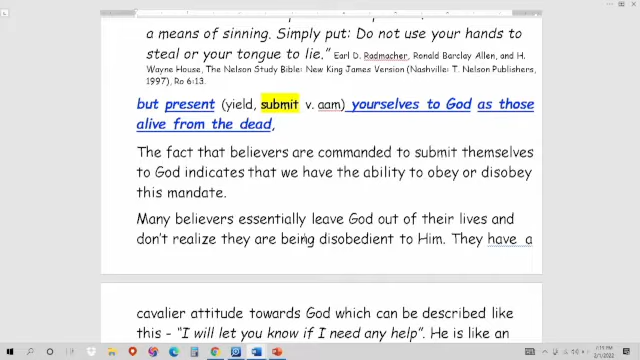 a means of sinning. Simply put: Do not use your hands to
steal or your tongue to lie." Earl D. Radmacher, Ronald Barclay Allen, and H.
Wayne House, The Nelson Study Bible: New King James Version (Nashville: T. Nelson Publishers,
1997), Ro 6:13.
but present (yield, submit v. aam) yourselves to God as those
alive from the dead,
The fact that believers are commanded to submit themselves
to God indicates that we have the ability to obey or disobey
this mandate.
Many believers essentially leave God out of their lives and
don't realize they are being disobedient to Him. They have a
cavalier attitude towards God which can be described like
this - "I will let you know if I need any help". He is like an
2/1/2022